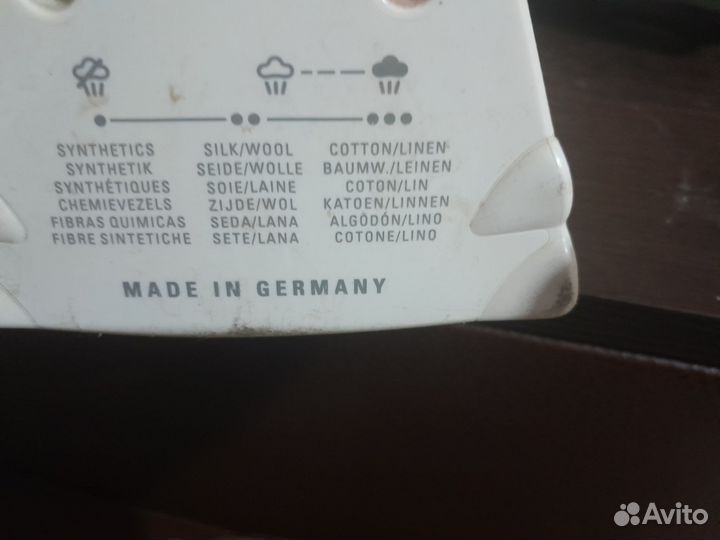 SYNTHETICS SILK/WOOL COTTON/LINEN
SYNTHETIK SEIDE/WOLLE BAUMW./LEINEN
SYNTHÉTIQUES SOIE/LAINE COTON/LIN
CHEMIEVEZELS ZIJDE/WOL KATOEN/LINNEN
FIBRAS QUIMICAS SEDA/LANA ALGÓDÓN/LINO
FIBRE SINTETICHE SETE/LANA COTONE/LINO
MADE IN GERMANY
Avito